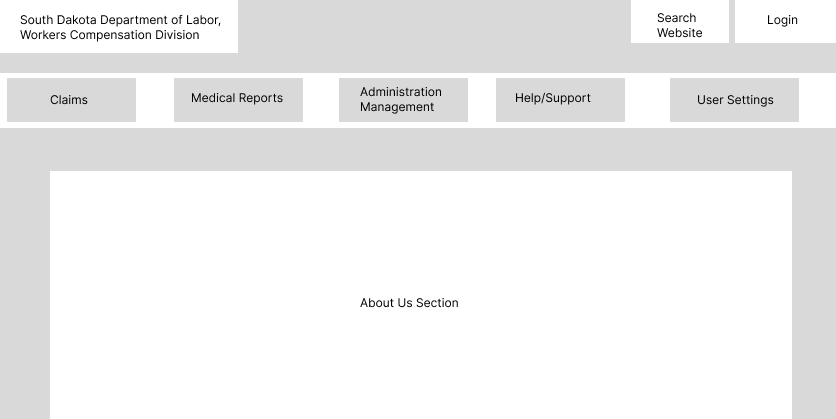 South Dakota Department of Labor,
Workers Compensation Division
Search
Website
Login
Claims
Medical Reports
Administration
Management
Help/Support
User Settings
About Us Section